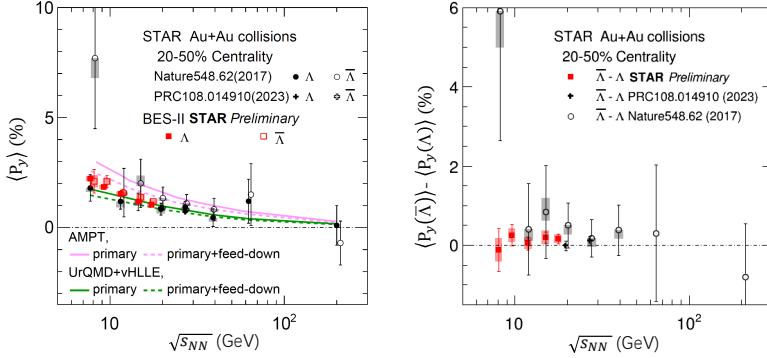 STAR Au+Au collisions
20-50% Centrality
Nature548.62(2017) Λ Λ̅
PRC108.014910(2023) Λ Λ̅
BES-II STAR Preliminary
Λ Λ̅
AMPT,
primary primary+feed-down
UrQMD+vHLLE,
primary primary+feed-down
⟨P_y⟩ (%)
10
5
0
10 10²
√s_NN (GeV)
STAR Au+Au collisions
20-50% Centrality
Λ̅ - Λ STAR Preliminary
Λ̅ - Λ PRC108.014910 (2023)
Λ̅ - Λ Nature548.62 (2017)
⟨P_y(Λ̅)⟩ - ⟨P_y(Λ)⟩ (%)
6
4
2
0
10 10²
√s_NN (GeV)